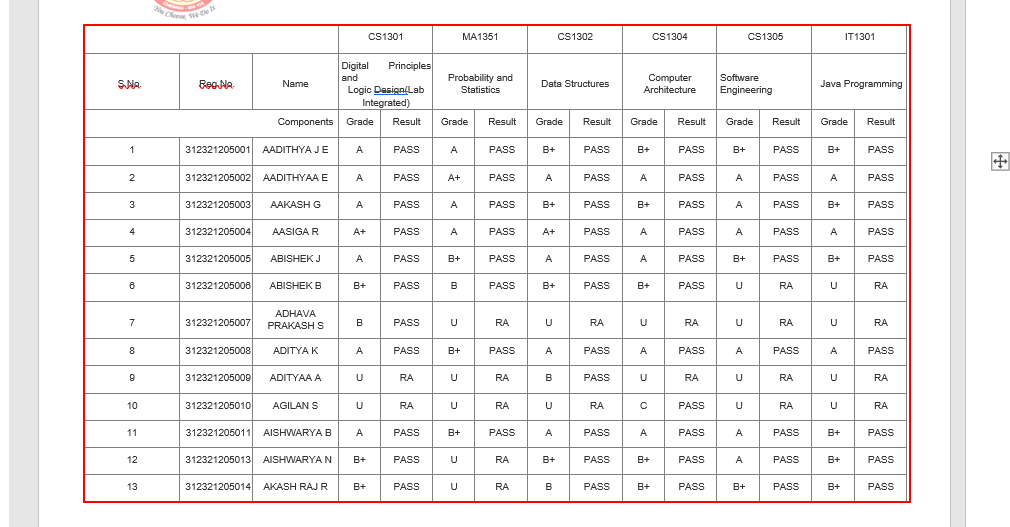 You Choose, We Do It
CS1301 MA1351 CS1302 CS1304 CS1305 IT1301
S.No. Reg.No. Name Digital Principles and Logic Design(Lab Integrated) Probability and Statistics Data Structures Computer Architecture Software Engineering Java Programming
Components Grade Result Grade Result Grade Result Grade Result Grade Result Grade Result
1 312321205001 AADITHYA J E A PASS A PASS B+ PASS B+ PASS B+ PASS B+ PASS
2 312321205002 AADITHYAA E A PASS A+ PASS A PASS A PASS A PASS A PASS
3 312321205003 AAKASH G A PASS A PASS B+ PASS B+ PASS A PASS B+ PASS
4 312321205004 AASIGA R A+ PASS A PASS A+ PASS A PASS A PASS A PASS
5 312321205005 ABISHEK J A PASS B+ PASS A PASS A PASS B+ PASS B+ PASS
6 312321205006 ABISHEK B B+ PASS B PASS B+ PASS B+ PASS U RA U RA
7 312321205007 ADHAVA PRAKASH S B PASS U RA U RA U RA U RA U RA
8 312321205008 ADITYA K A PASS B+ PASS A PASS A PASS A PASS A PASS
9 312321205009 ADITYAA A U RA U RA B PASS U RA U RA U RA
10 312321205010 AGILAN S U RA U RA U RA C PASS U RA U RA
11 312321205011 AISHWARYA B A PASS B+ PASS A PASS A PASS A PASS B+ PASS
12 312321205013 AISHWARYA N B+ PASS U RA B+ PASS B+ PASS A PASS B+ PASS
13 312321205014 AKASH RAJ R B+ PASS U RA B PASS B+ PASS B+ PASS B+ PASS